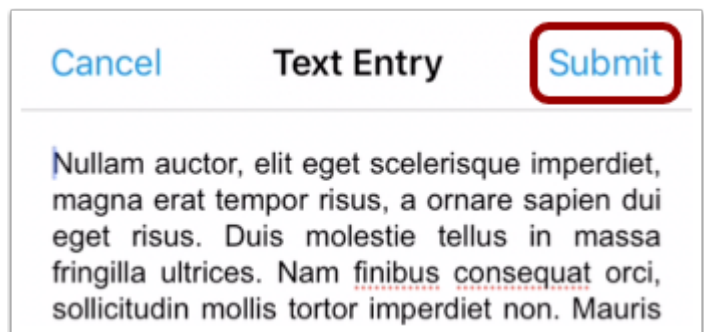 Cancel Text Entry Submit
Nullam auctor, elit eget scelerisque imperdiet,
magna erat tempor risus, a ornare sapien dui
eget risus. Duis molestie tellus in massa
fringilla ultrices. Nam finibus consequat orci,
sollicitudin mollis tortor imperdiet non. Mauris